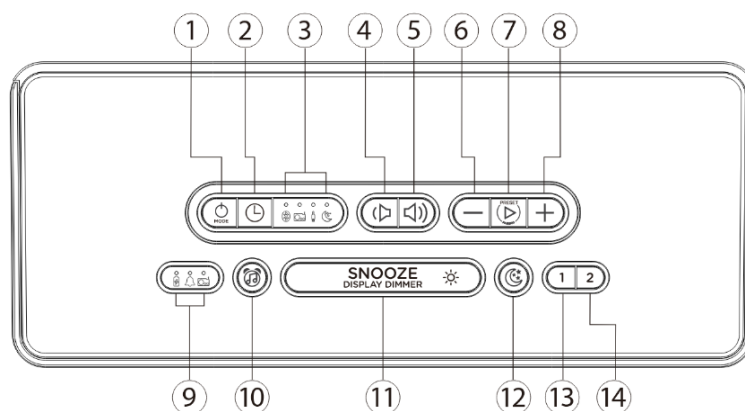 1 2 3 4 5 6 7 8
MODE
PRESET
SNOOZE
DISPLAY DIMMER
1 2
9 10 11 12 13 14